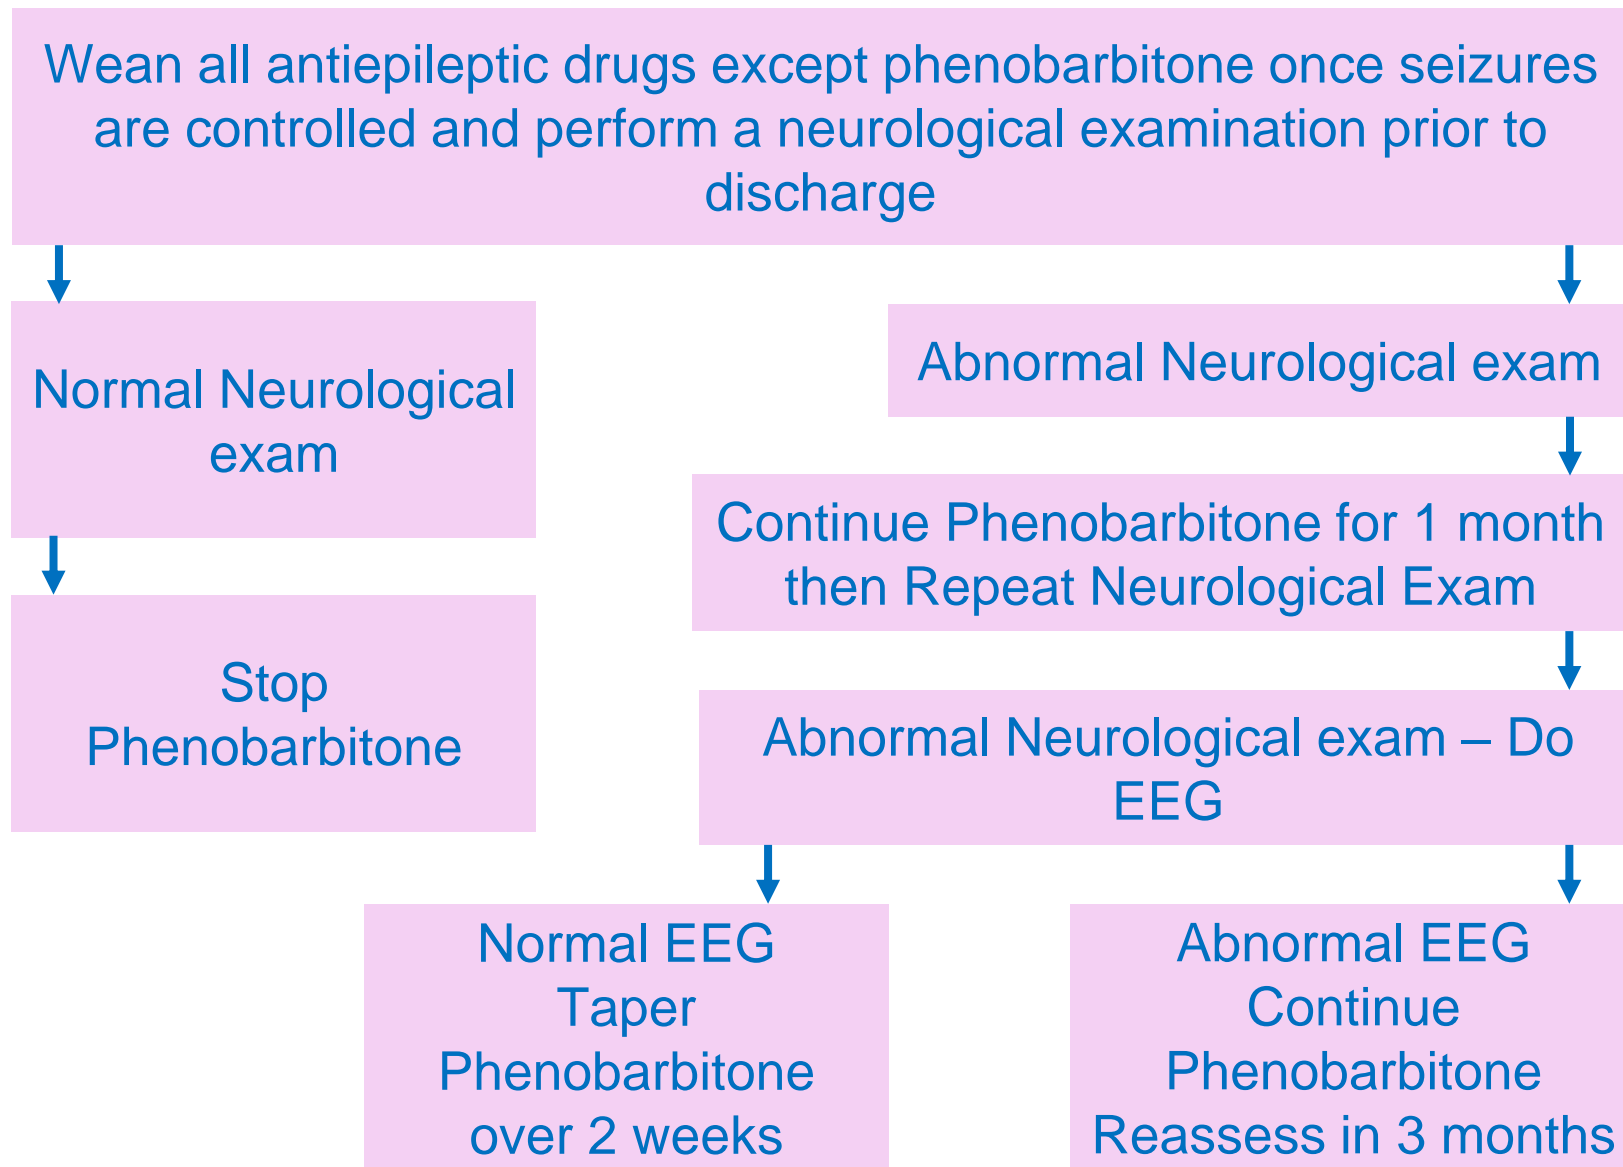 Wean all antiepileptic drugs except phenobarbitone once seizures
are controlled and perform a neurological examination prior to
discharge
Normal Neurological
exam
Stop
Phenobarbitone
Abnormal Neurological exam
Continue Phenobarbitone for 1 month
then Repeat Neurological Exam
Abnormal Neurological exam – Do
EEG
Normal EEG
Taper
Phenobarbitone
over 2 weeks
Abnormal EEG
Continue
Phenobarbitone
Reassess in 3 months